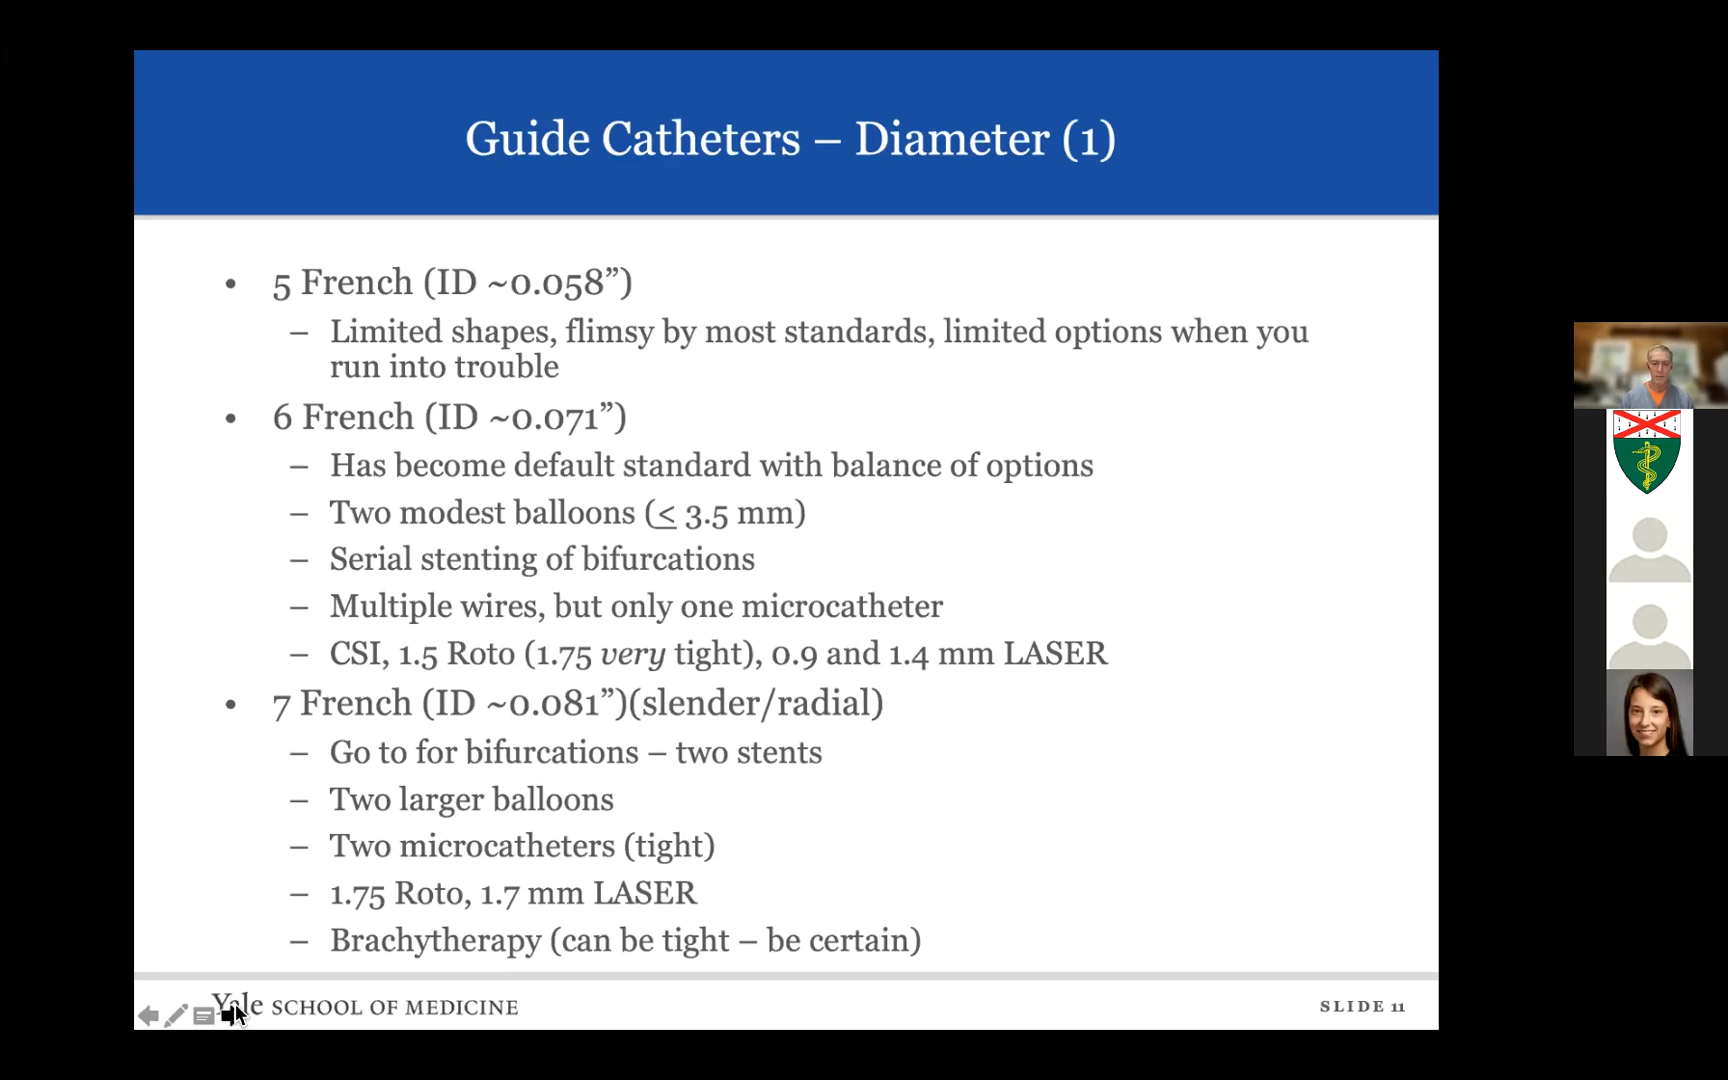 Guide Catheters – Diameter (1)
• 5 French (ID ~0.058”)
– Limited shapes, flimsy by most standards, limited options when you
run into trouble
• 6 French (ID ~0.071”)
– Has become default standard with balance of options
– Two modest balloons (< 3.5 mm)
– Serial stenting of bifurcations
– Multiple wires, but only one microcatheter
– CSI, 1.5 Roto (1.75 very tight), 0.9 and 1.4 mm LASER
• 7 French (ID ~0.081”)(slender/radial)
– Go to for bifurcations – two stents
– Two larger balloons
– Two microcatheters (tight)
– 1.75 Roto, 1.7 mm LASER
– Brachytherapy (can be tight – be certain)
Yale SCHOOL OF MEDICINE
SLIDE 11